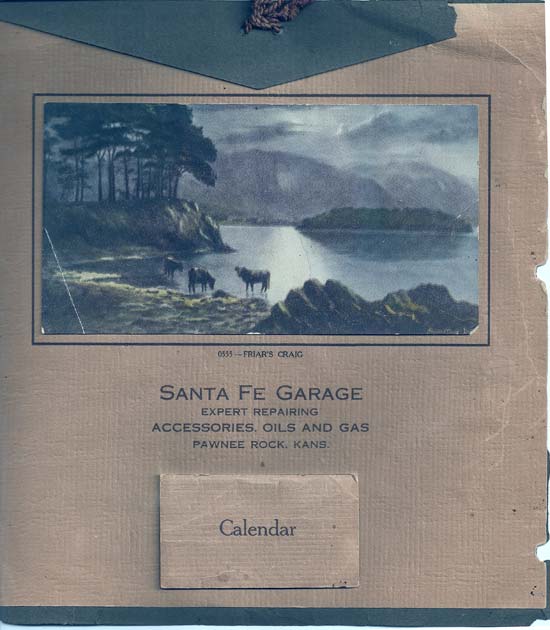 0555—FRIAR'S CRAIG
SANTA FE GARAGE
EXPERT REPAIRING
ACCESSORIES, OILS AND GAS
PAWNEE ROCK, KANS.
Calendar